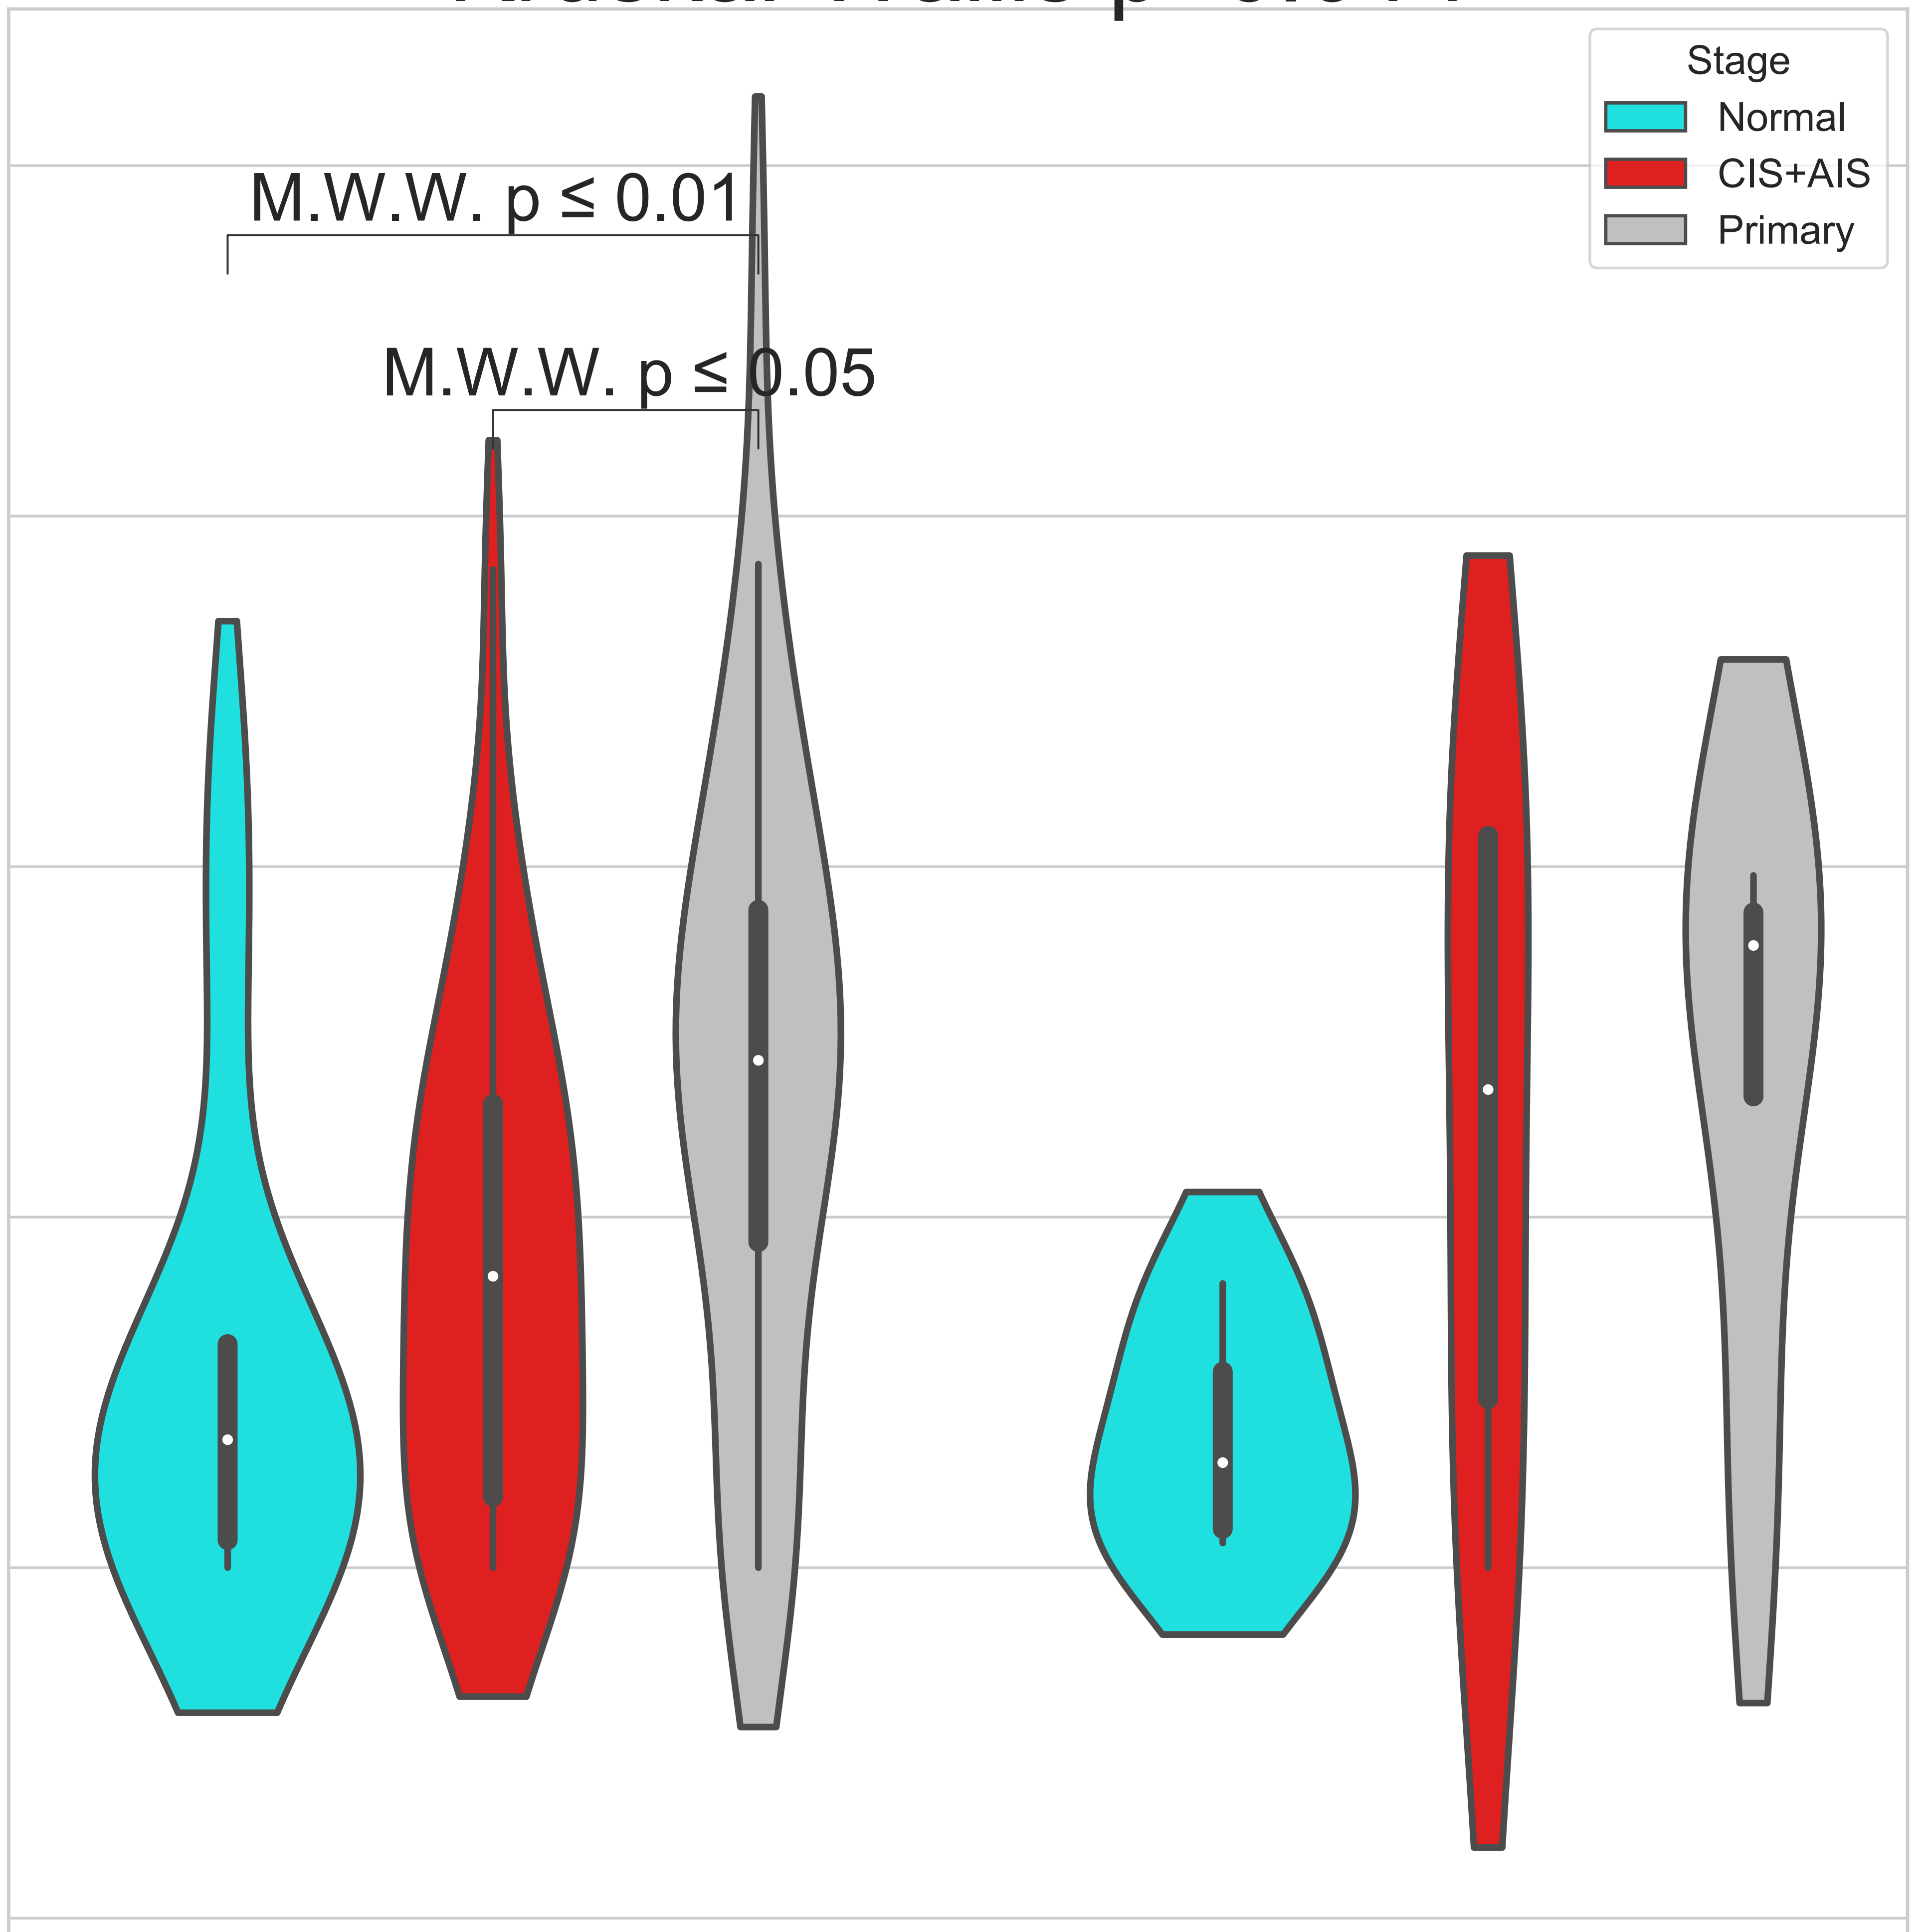 Stage
Normal
CIS+AIS
Primary
M.W.W. p ≤ 0.01
M.W.W. p ≤ 0.05